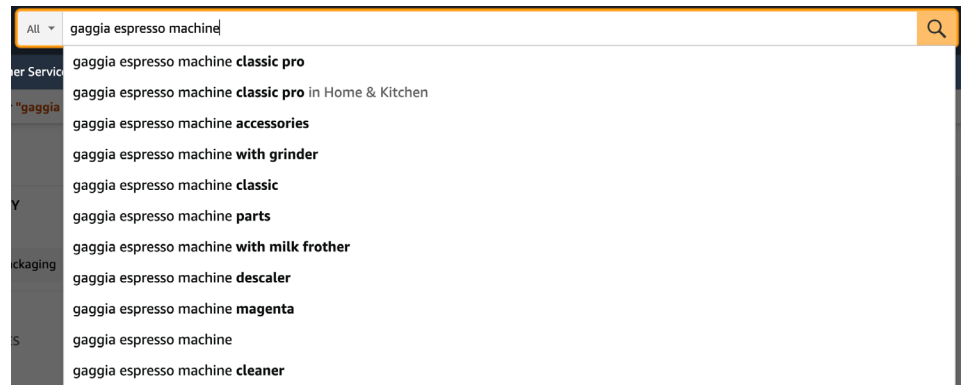 All gaggia espresso machine
gaggia espresso machine classic pro
er Servic
gaggia espresso machine classic pro in Home & Kitchen
"gaggia
gaggia espresso machine accessories
gaggia espresso machine with grinder
gaggia espresso machine classic
Y
gaggia espresso machine parts
gaggia espresso machine with milk frother
ckaging
gaggia espresso machine descaler
gaggia espresso machine magenta
gaggia espresso machine
S
gaggia espresso machine cleaner